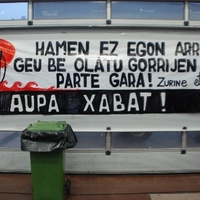 HAMEN EZ EGON ARR
GEU BE OLATU GORRIJEN
PARTE GARA! ZURINE
AUPA XABAT!